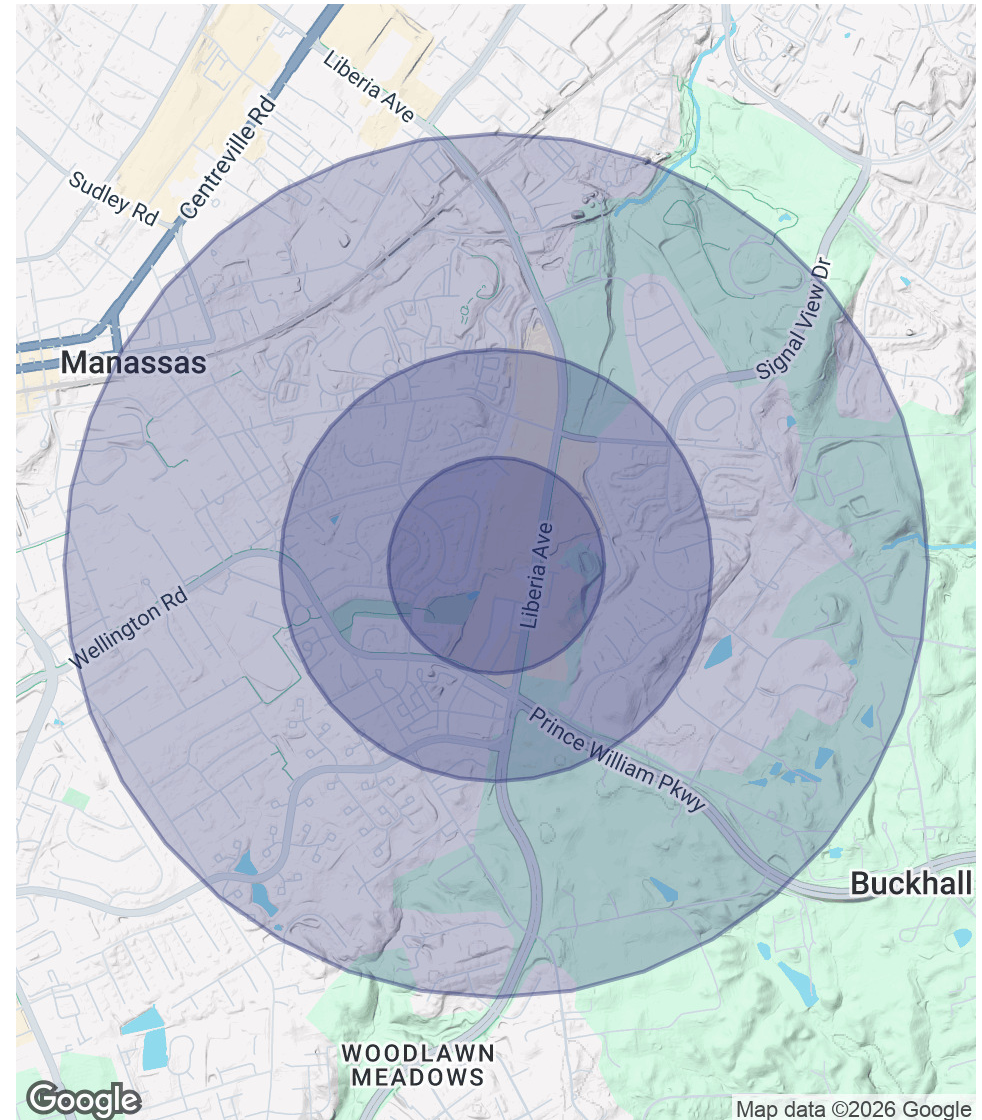 Liberia Ave
Centreville Rd
Sudley Rd
Signal View Dr
Manassas
Liberia Ave
Wellington Rd
Prince William Pkwy
Buckhall
WOODLAWN
MEADOWS
Google
Map data ©2026 Google